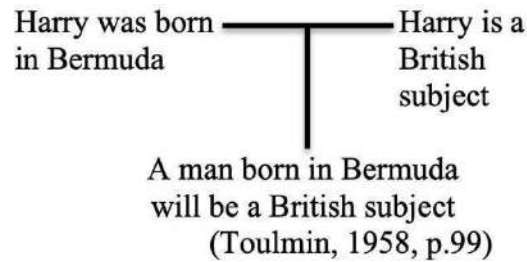 Harry was born
in Bermuda
Harry is a
British
subject
A man born in Bermuda
will be a British subject
(Toulmin, 1958, p.99)